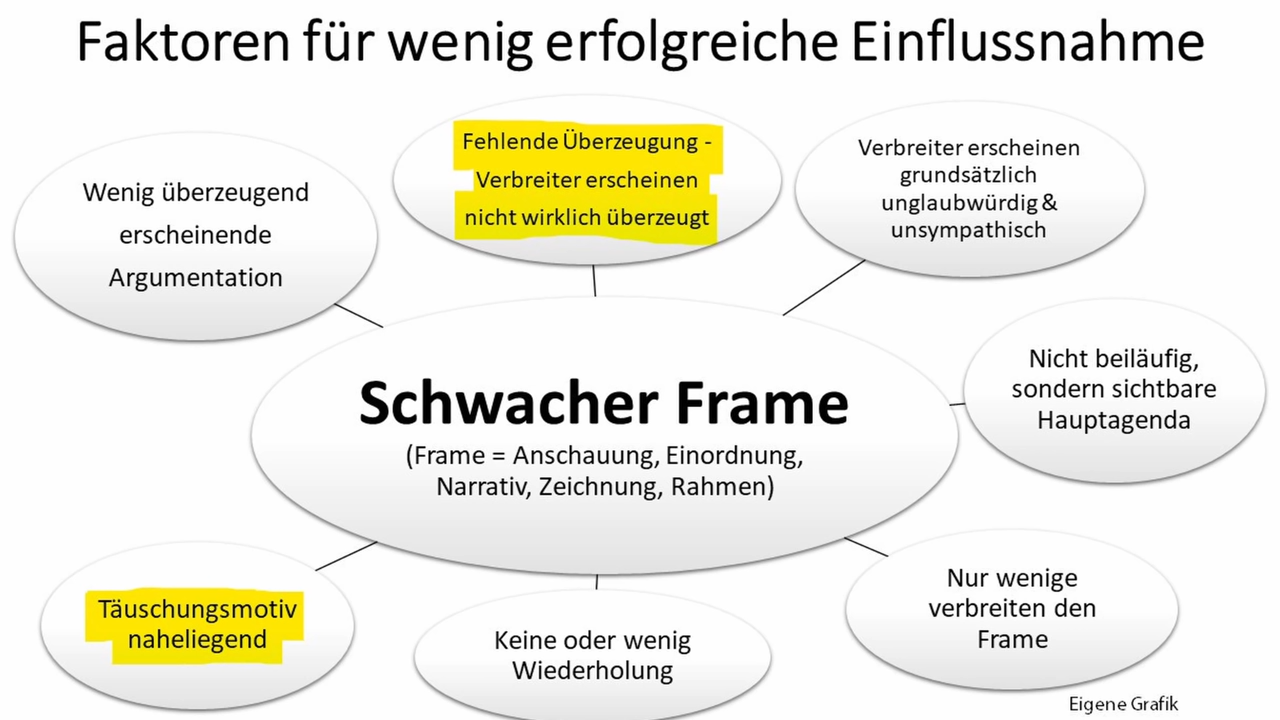 Faktoren für wenig erfolgreiche Einflussnahme
Wenig überzeugend
erscheinende
Argumentation
Fehlende Überzeugung -
Verbreiter erscheinen
nicht wirklich überzeugt
Verbreiter erscheinen
grundsätzlich
unglaubwürdig &
unsympathisch
Nicht beiläufig,
sondern sichtbare
Hauptagenda
Schwacher Frame
(Frame = Anschauung, Einordnung,
Narrativ, Zeichnung, Rahmen)
Täuschungsmotiv
naheliegend
Keine oder wenig
Wiederholung
Nur wenige
verbreiten den
Frame
Eigene Grafik